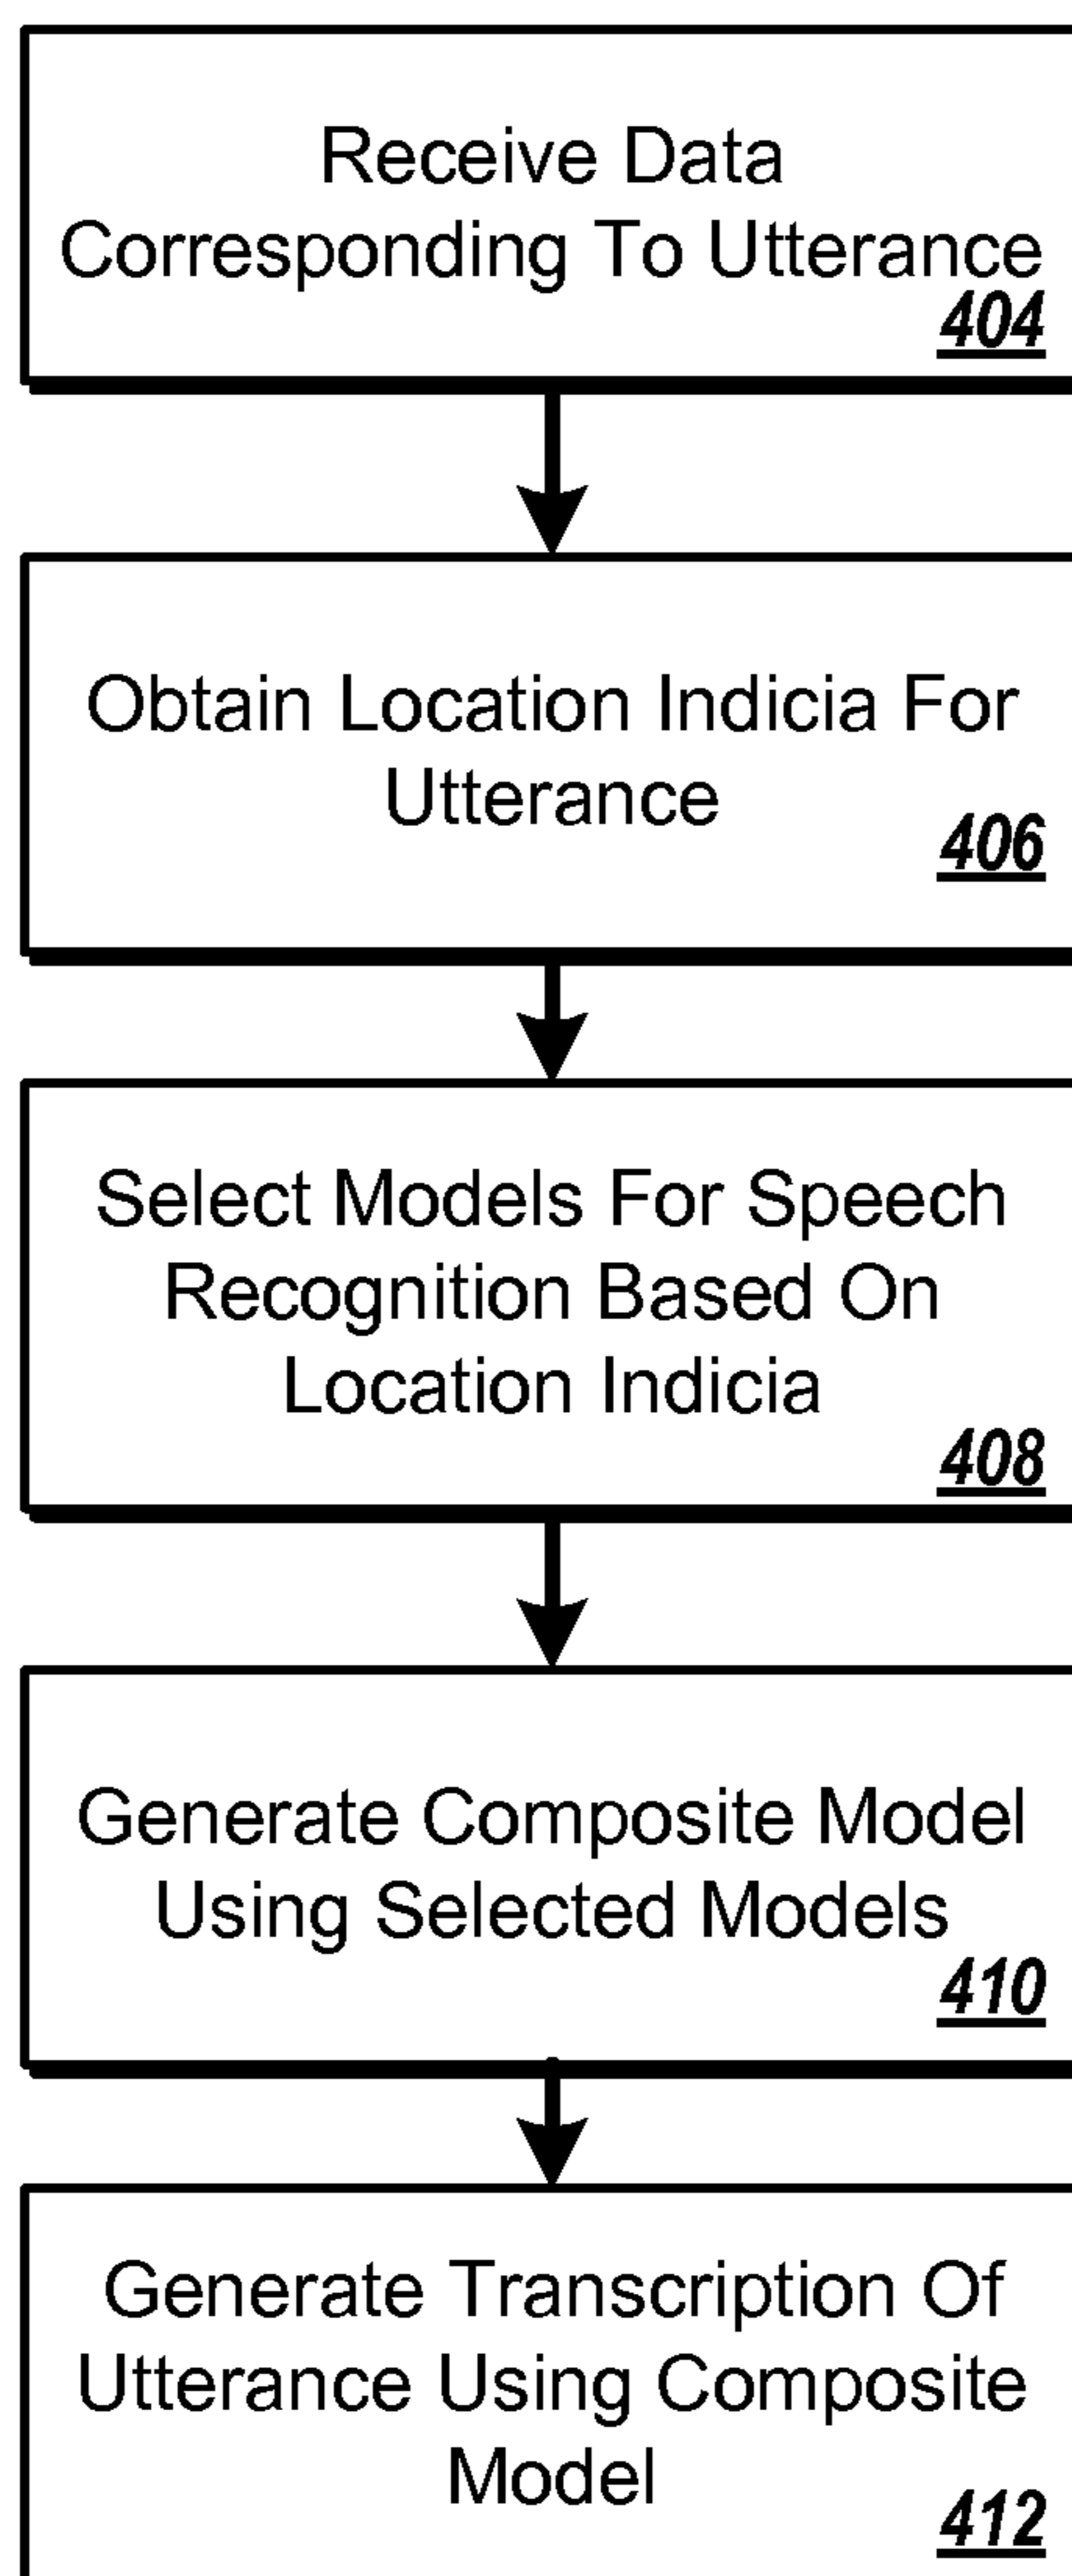 Receive Data
Corresponding To Utterance
404
Obtain Location Indicia For
Utterance
406
Select Models For Speech
Recognition Based On
Location Indicia
408
Generate Composite Model
Using Selected Models
410
Generate Transcription Of
Utterance Using Composite
Model
412